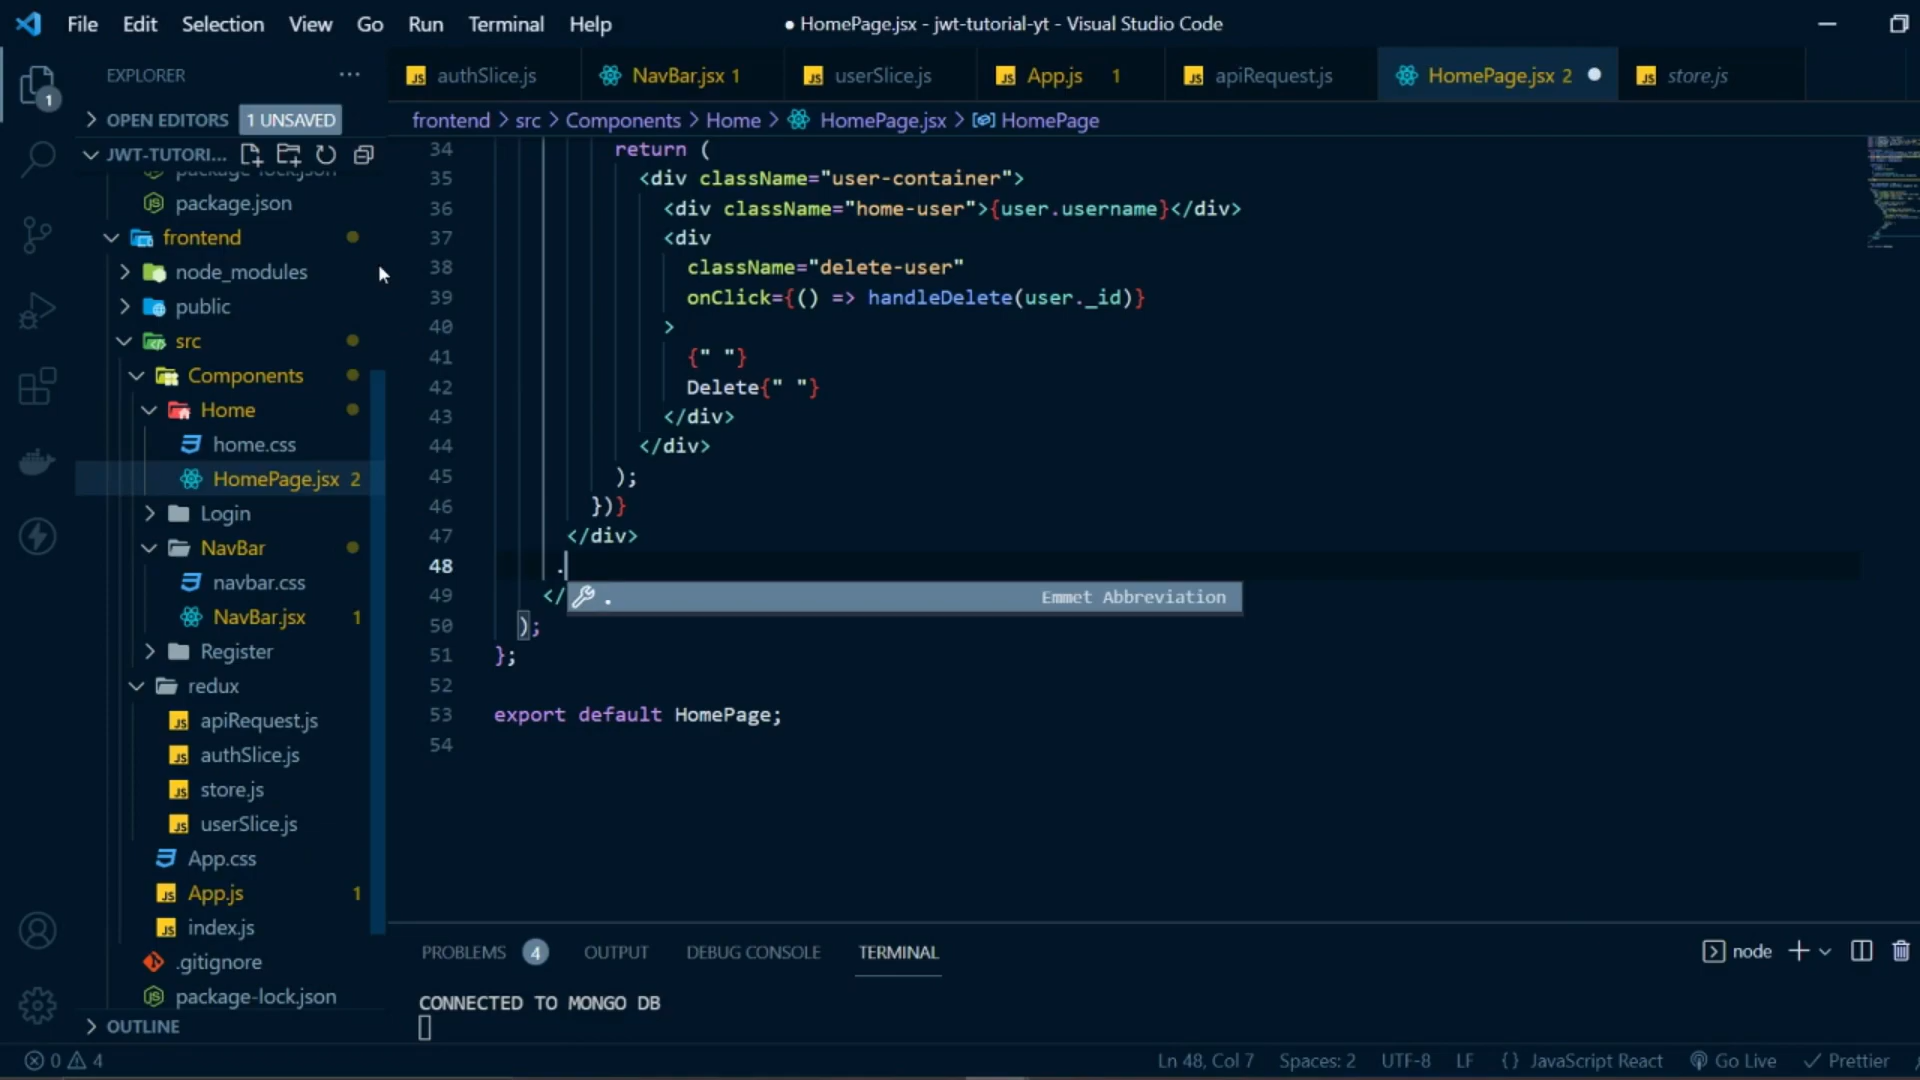 File Edit Selection View Go Run Terminal Help
● HomePage.jsx - jwt-tutorial-yt - Visual Studio Code
EXPLORER
1
OPEN EDITORS 1 UNSAVED
JWT-TUTORI...
package-lock.json
package.json
frontend
node_modules
public
src
Components
Home
home.css
HomePage.jsx 2
Login
NavBar
navbar.css
NavBar.jsx 1
Register
redux
apiRequest.js
authSlice.js
store.js
userSlice.js
App.css
App.js 1
index.js
.gitignore
package-lock.json
OUTLINE
authSlice.js NavBar.jsx 1 userSlice.js App.js 1 apiRequest.js HomePage.jsx 2 store.js
frontend > src > Components > Home > HomePage.jsx > HomePage
34 return (
35 <div className="user-container">
36 <div className="home-user">{user.username}</div>
37 <div
38 className="delete-user"
39 onClick={() => handleDelete(user._id)}
40 >
41 {" "}
42 Delete{" "}
43 </div>
44 </div>
45 );
46 })}
47 </div>
48 .
49 </
. Emmet Abbreviation
50 );
51 };
52
53 export default HomePage;
54
PROBLEMS 4 OUTPUT DEBUG CONSOLE TERMINAL
node
CONNECTED TO MONGO DB
0 4
Ln 48, Col 7 Spaces: 2 UTF-8 LF {} JavaScript React Go Live Prettier